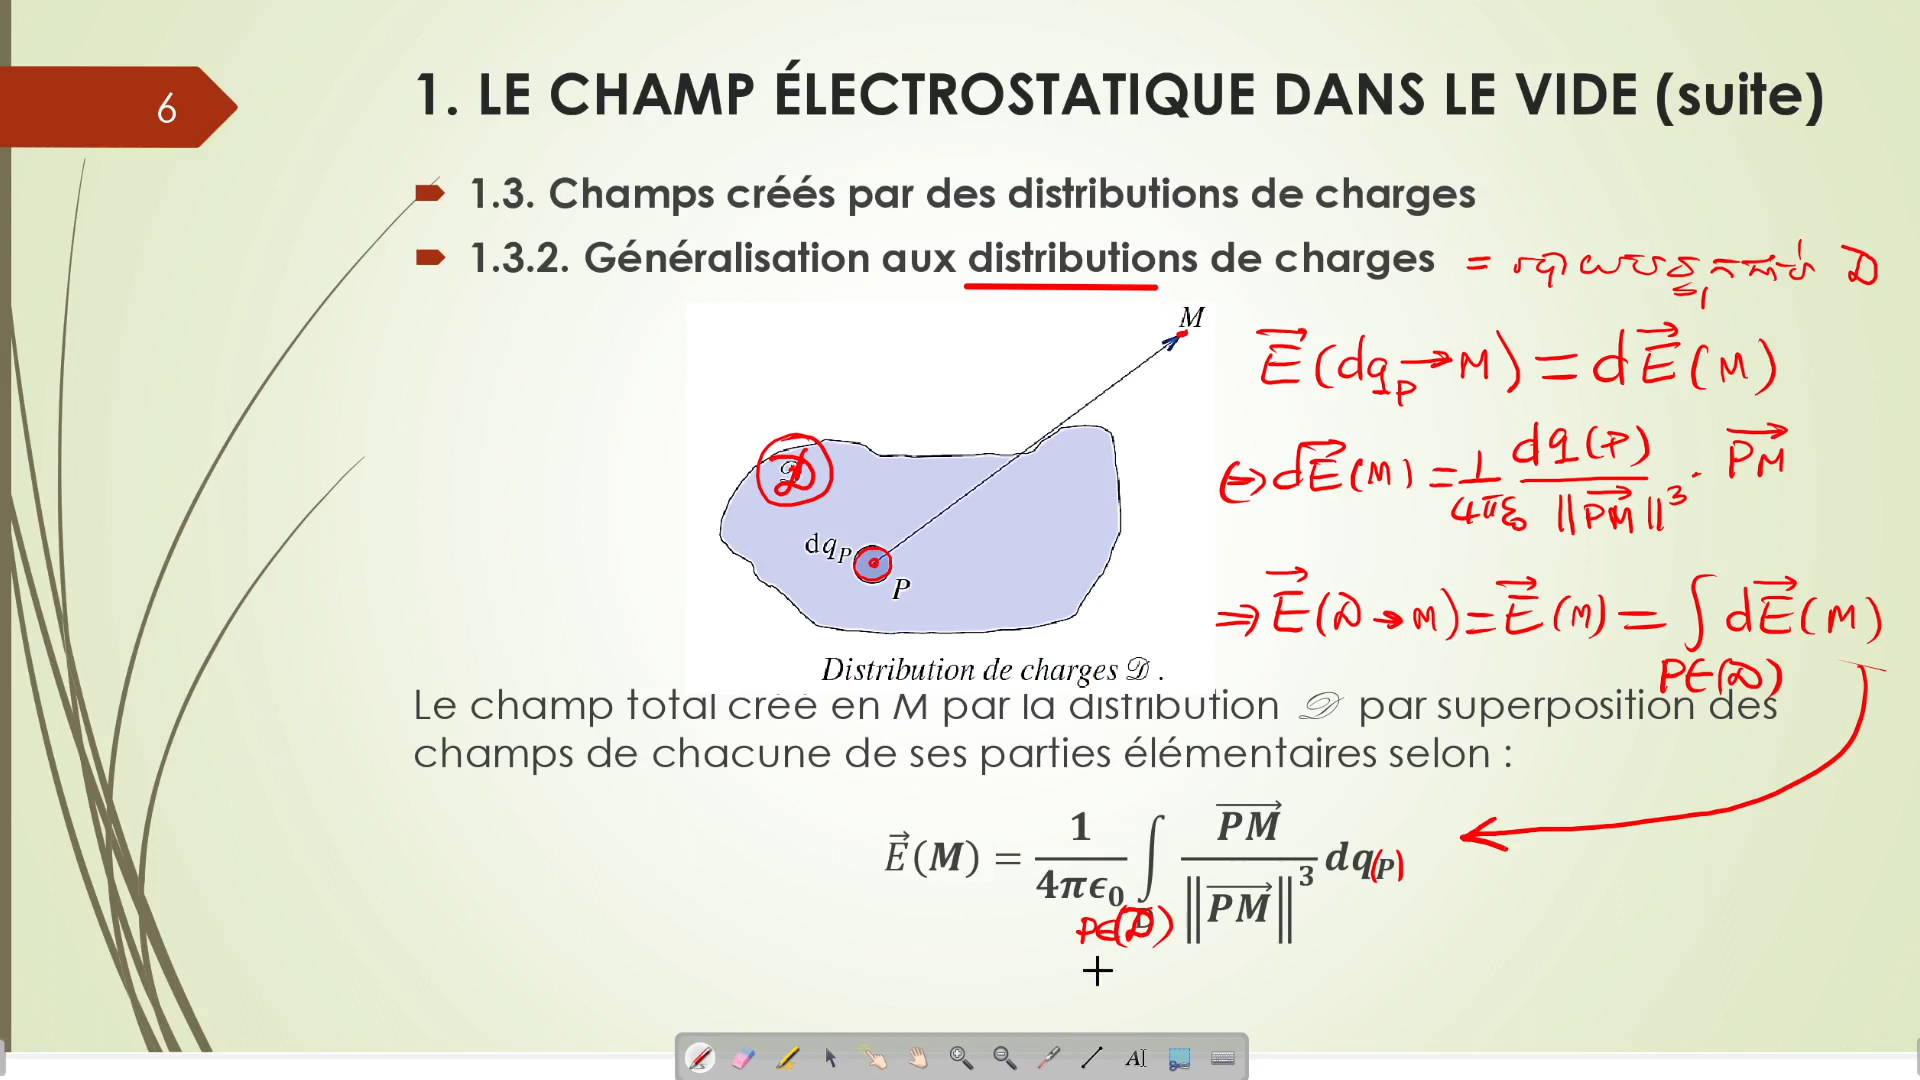 6
1. LE CHAMP ÉLECTROSTATIQUE DANS LE VIDE (suite)
1.3. Champs créés par des distributions de charges
1.3.2. Généralisation aux distributions de charges = D
M
E⃗(dq_P → M) = dE⃗(M)
⇔ dE⃗(M) = 1/4πε₀ dq(P)/||PM⃗||³ · PM⃗
D
dq_P
P
⇒ E⃗(D → M) = E⃗(M) = ∫ dE⃗(M)
P∈(D)
Distribution de charges 𝒟 .
Le champ total créé en M par la distribution 𝒟 par superposition des
champs de chacune de ses parties élémentaires selon :
E⃗(M) = 1/4πϵ₀ ∫ PM⃗/‖PM⃗‖³ dq(P)
P∈(D)
AI